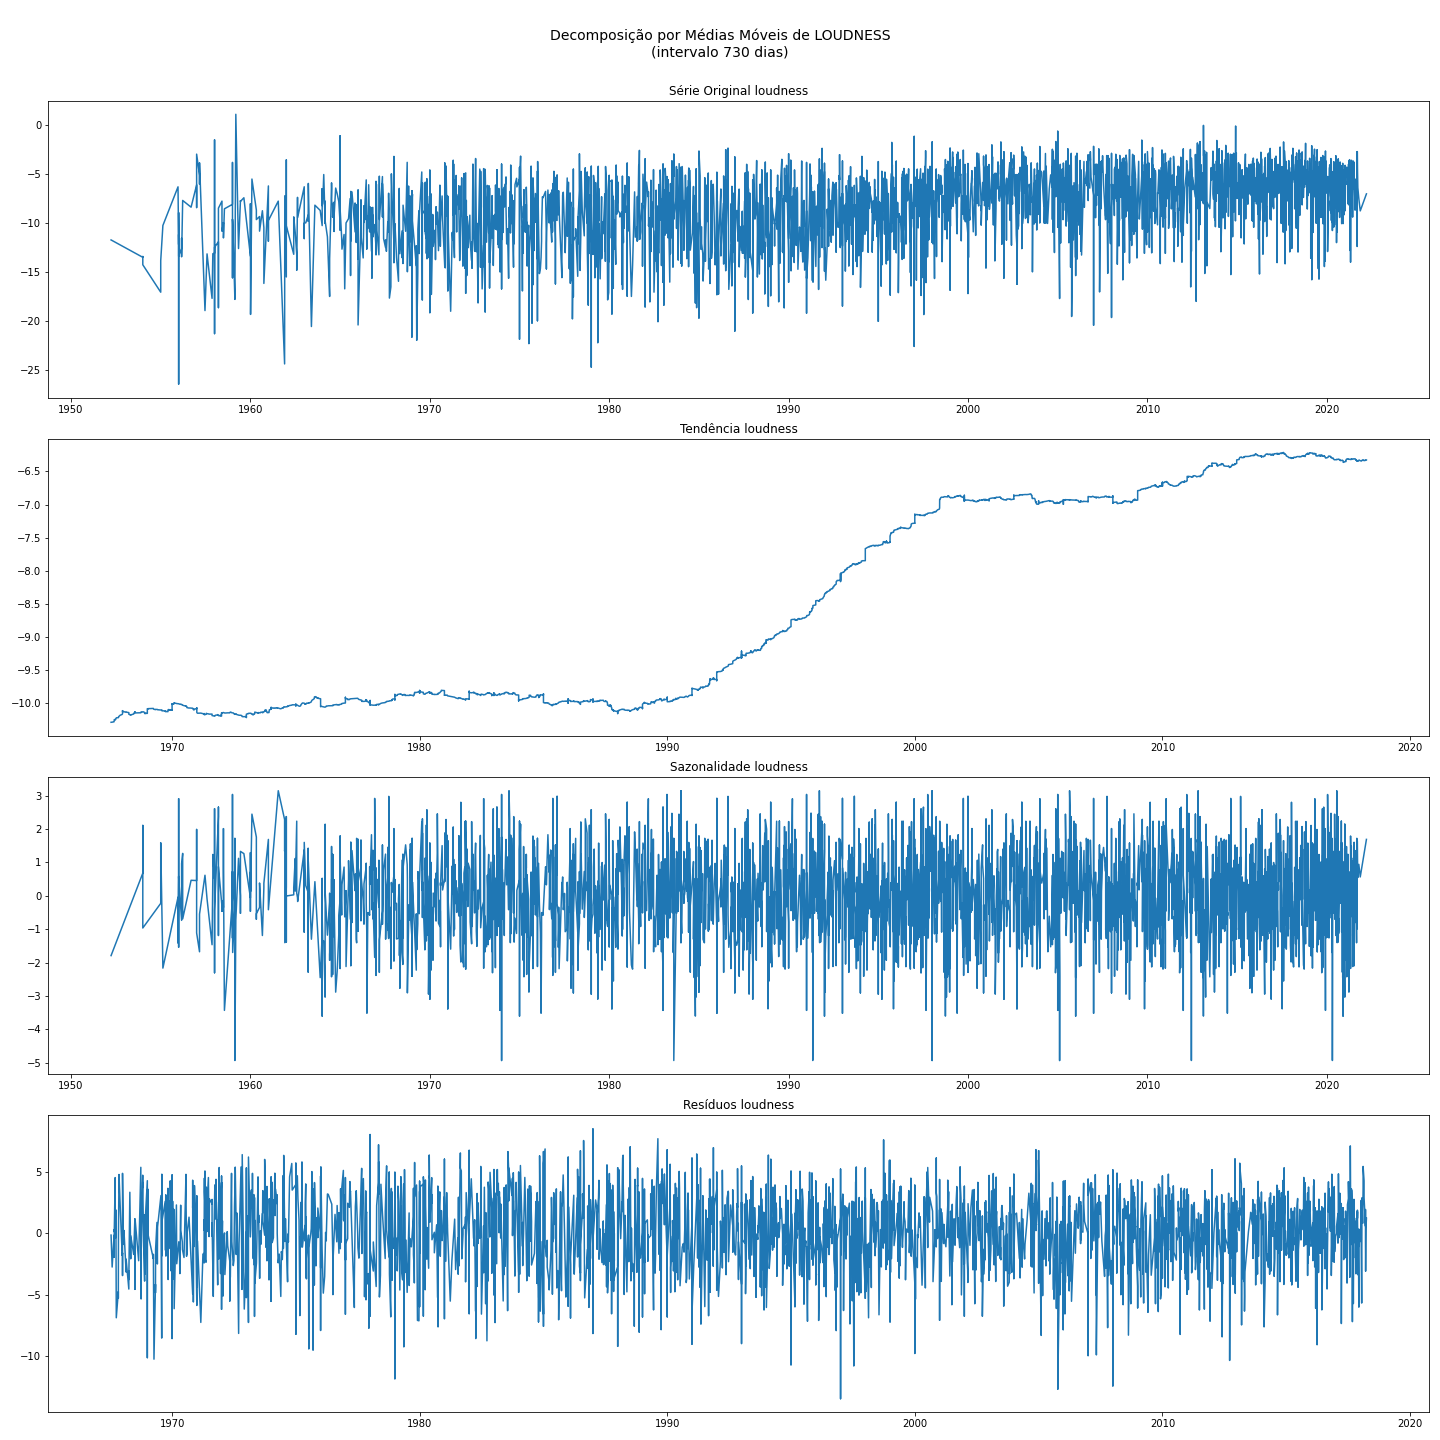 Decomposição por Médias Móveis de LOUDNESS
(intervalo 730 dias)
Série Original loudness
0
−5
−10
−15
−20
−25
1950 1960 1970 1980 1990 2000 2010 2020
Tendência loudness
−6.5
−7.0
−7.5
−8.0
−8.5
−9.0
−9.5
−10.0
1970 1980 1990 2000 2010 2020
Sazonalidade loudness
3
2
1
0
−1
−2
−3
−4
−5
1950 1960 1970 1980 1990 2000 2010 2020
Resíduos loudness
5
0
−5
−10
1970 1980 1990 2000 2010 2020